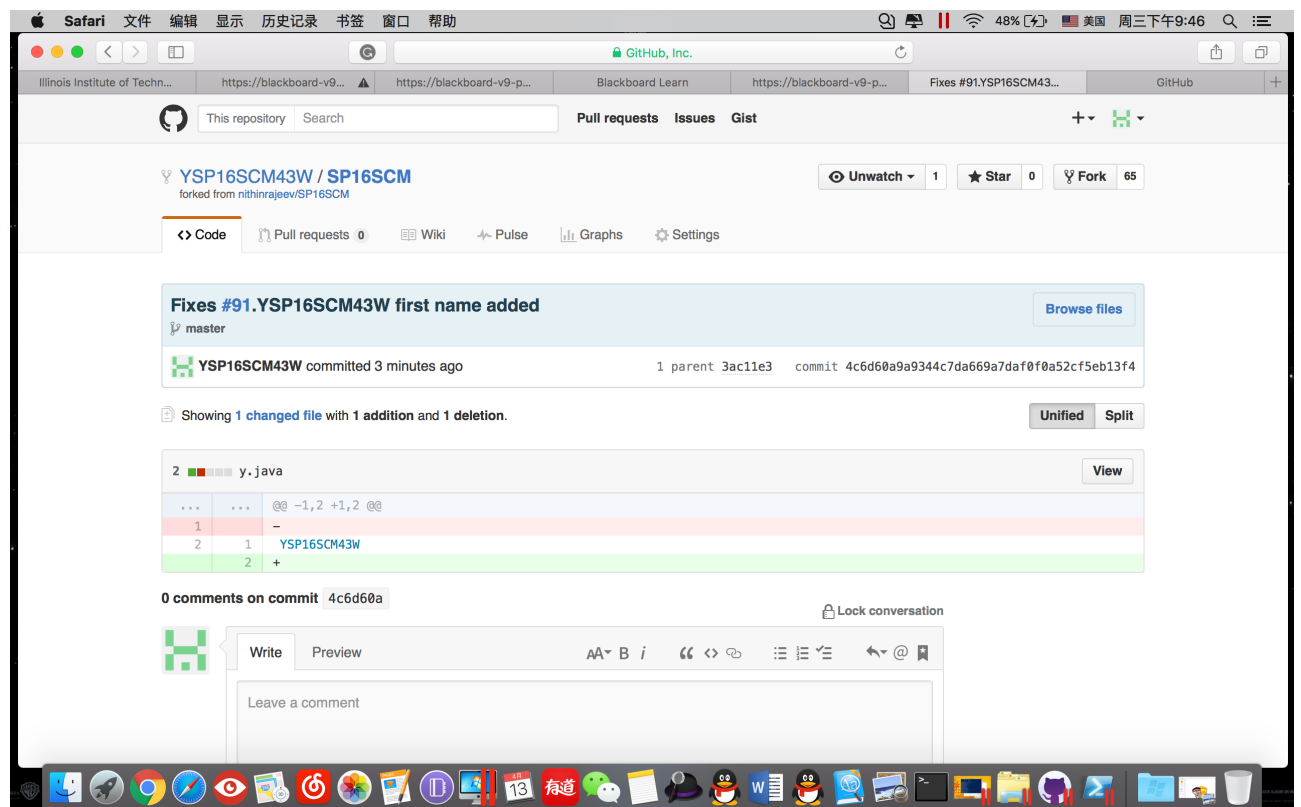 Safari 文件 编辑 显示 历史记录 书签 窗口 帮助 48% 美国 周三下午9:46
GitHub, Inc.
Illinois Institute of Techn... https://blackboard-v9... https://blackboard-v9-p... Blackboard Learn https://blackboard-v9-p... Fixes #91.YSP16SCM43... GitHub
This repository Search Pull requests Issues Gist
YSP16SCM43W / SP16SCM Unwatch 1 Star 0 Fork 65
forked from nithinrajeev/SP16SCM
<> Code Pull requests 0 Wiki Pulse Graphs Settings
Fixes #91.YSP16SCM43W first name added Browse files
master
YSP16SCM43W committed 3 minutes ago 1 parent 3ac11e3 commit 4c6d60a9a9344c7da669a7daf0f0a52cf5eb13f4
Showing 1 changed file with 1 addition and 1 deletion. Unified Split
2 y.java View
... ... @@ -1,2 +1,2 @@
1 -
2 1 YSP16SCM43W
2 +
0 comments on commit 4c6d60a
Lock conversation
Write Preview AA B i “ <> @
Leave a comment
4月
13 有道 W >_